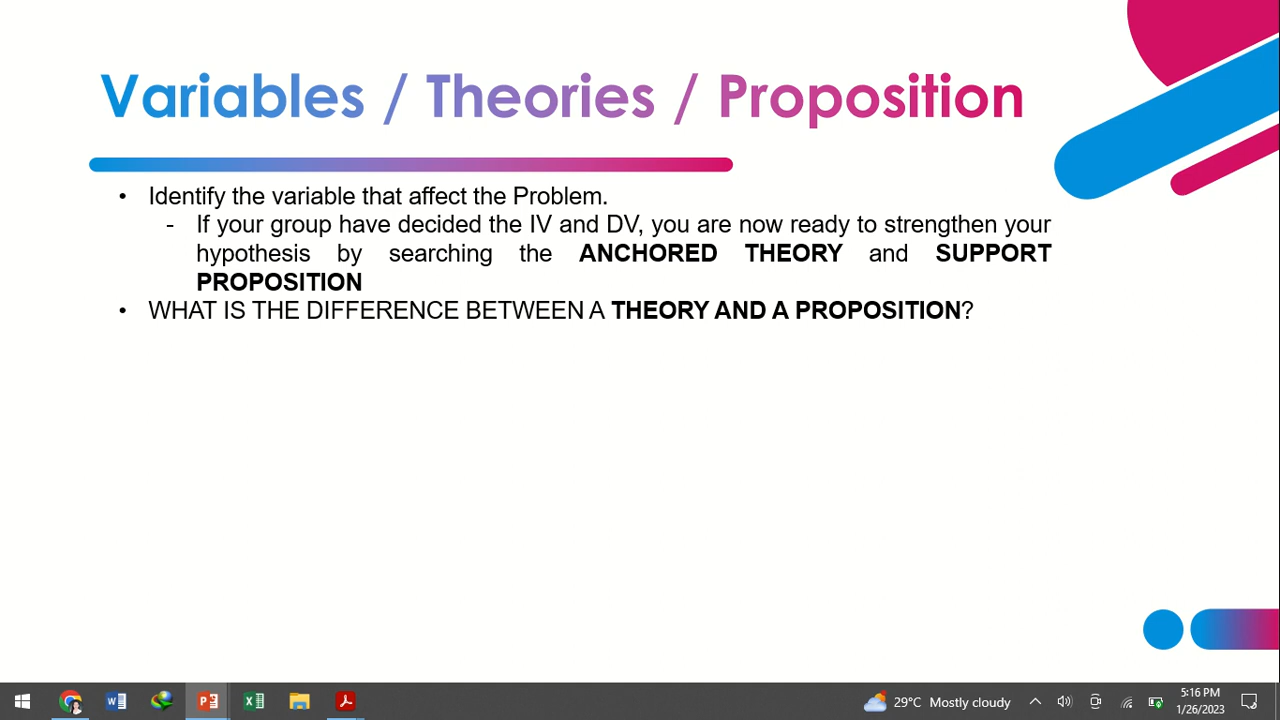 Variables / Theories / Proposition
• Identify the variable that affect the Problem.
- If your group have decided the IV and DV, you are now ready to strengthen your
hypothesis by searching the ANCHORED THEORY and SUPPORT
PROPOSITION
• WHAT IS THE DIFFERENCE BETWEEN A THEORY AND A PROPOSITION?
29°C Mostly cloudy
5:16 PM
1/26/2023